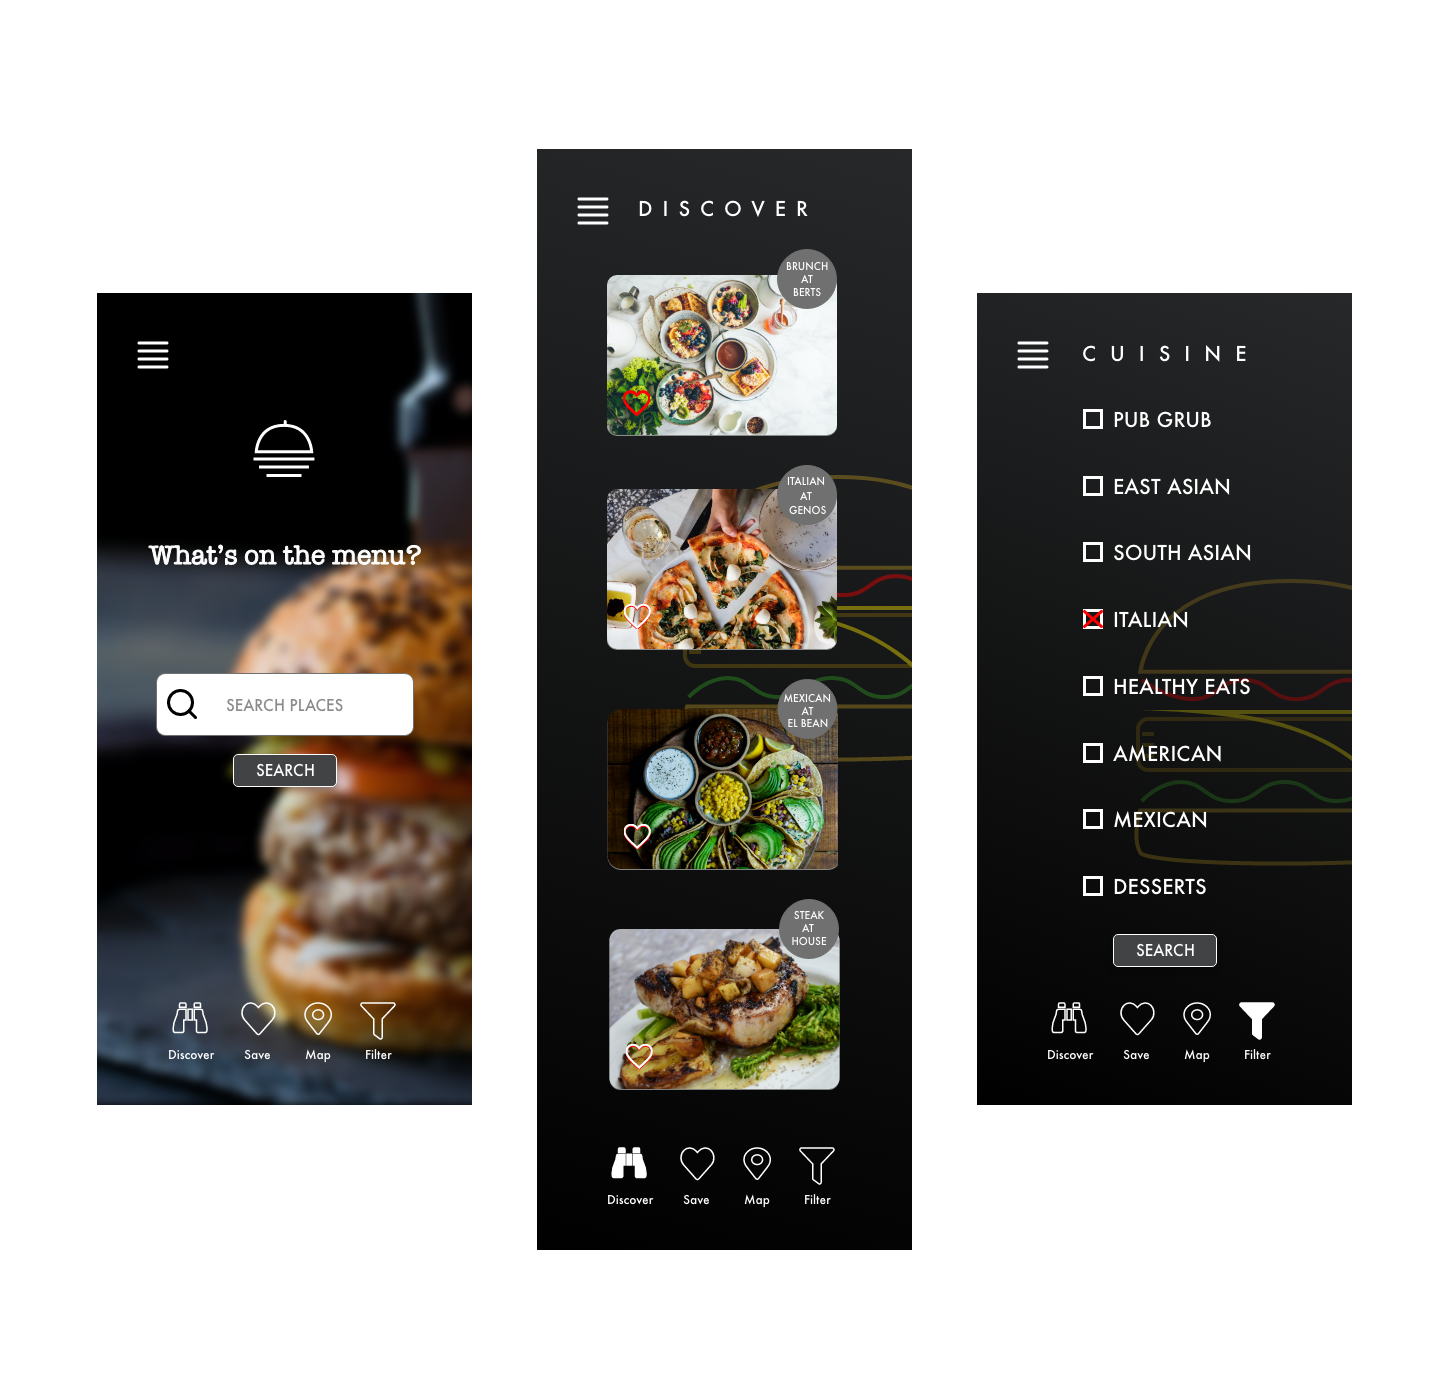 What's on the menu?
SEARCH PLACES
SEARCH
Discover Save Map Filter
DISCOVER
BRUNCH
AT
BERTS
ITALIAN
AT
GENOS
MEXICAN
AT
EL BEAN
STEAK
AT
HOUSE
Discover Save Map Filter
CUISINE
PUB GRUB
EAST ASIAN
SOUTH ASIAN
ITALIAN
HEALTHY EATS
AMERICAN
MEXICAN
DESSERTS
SEARCH
Discover Save Map Filter